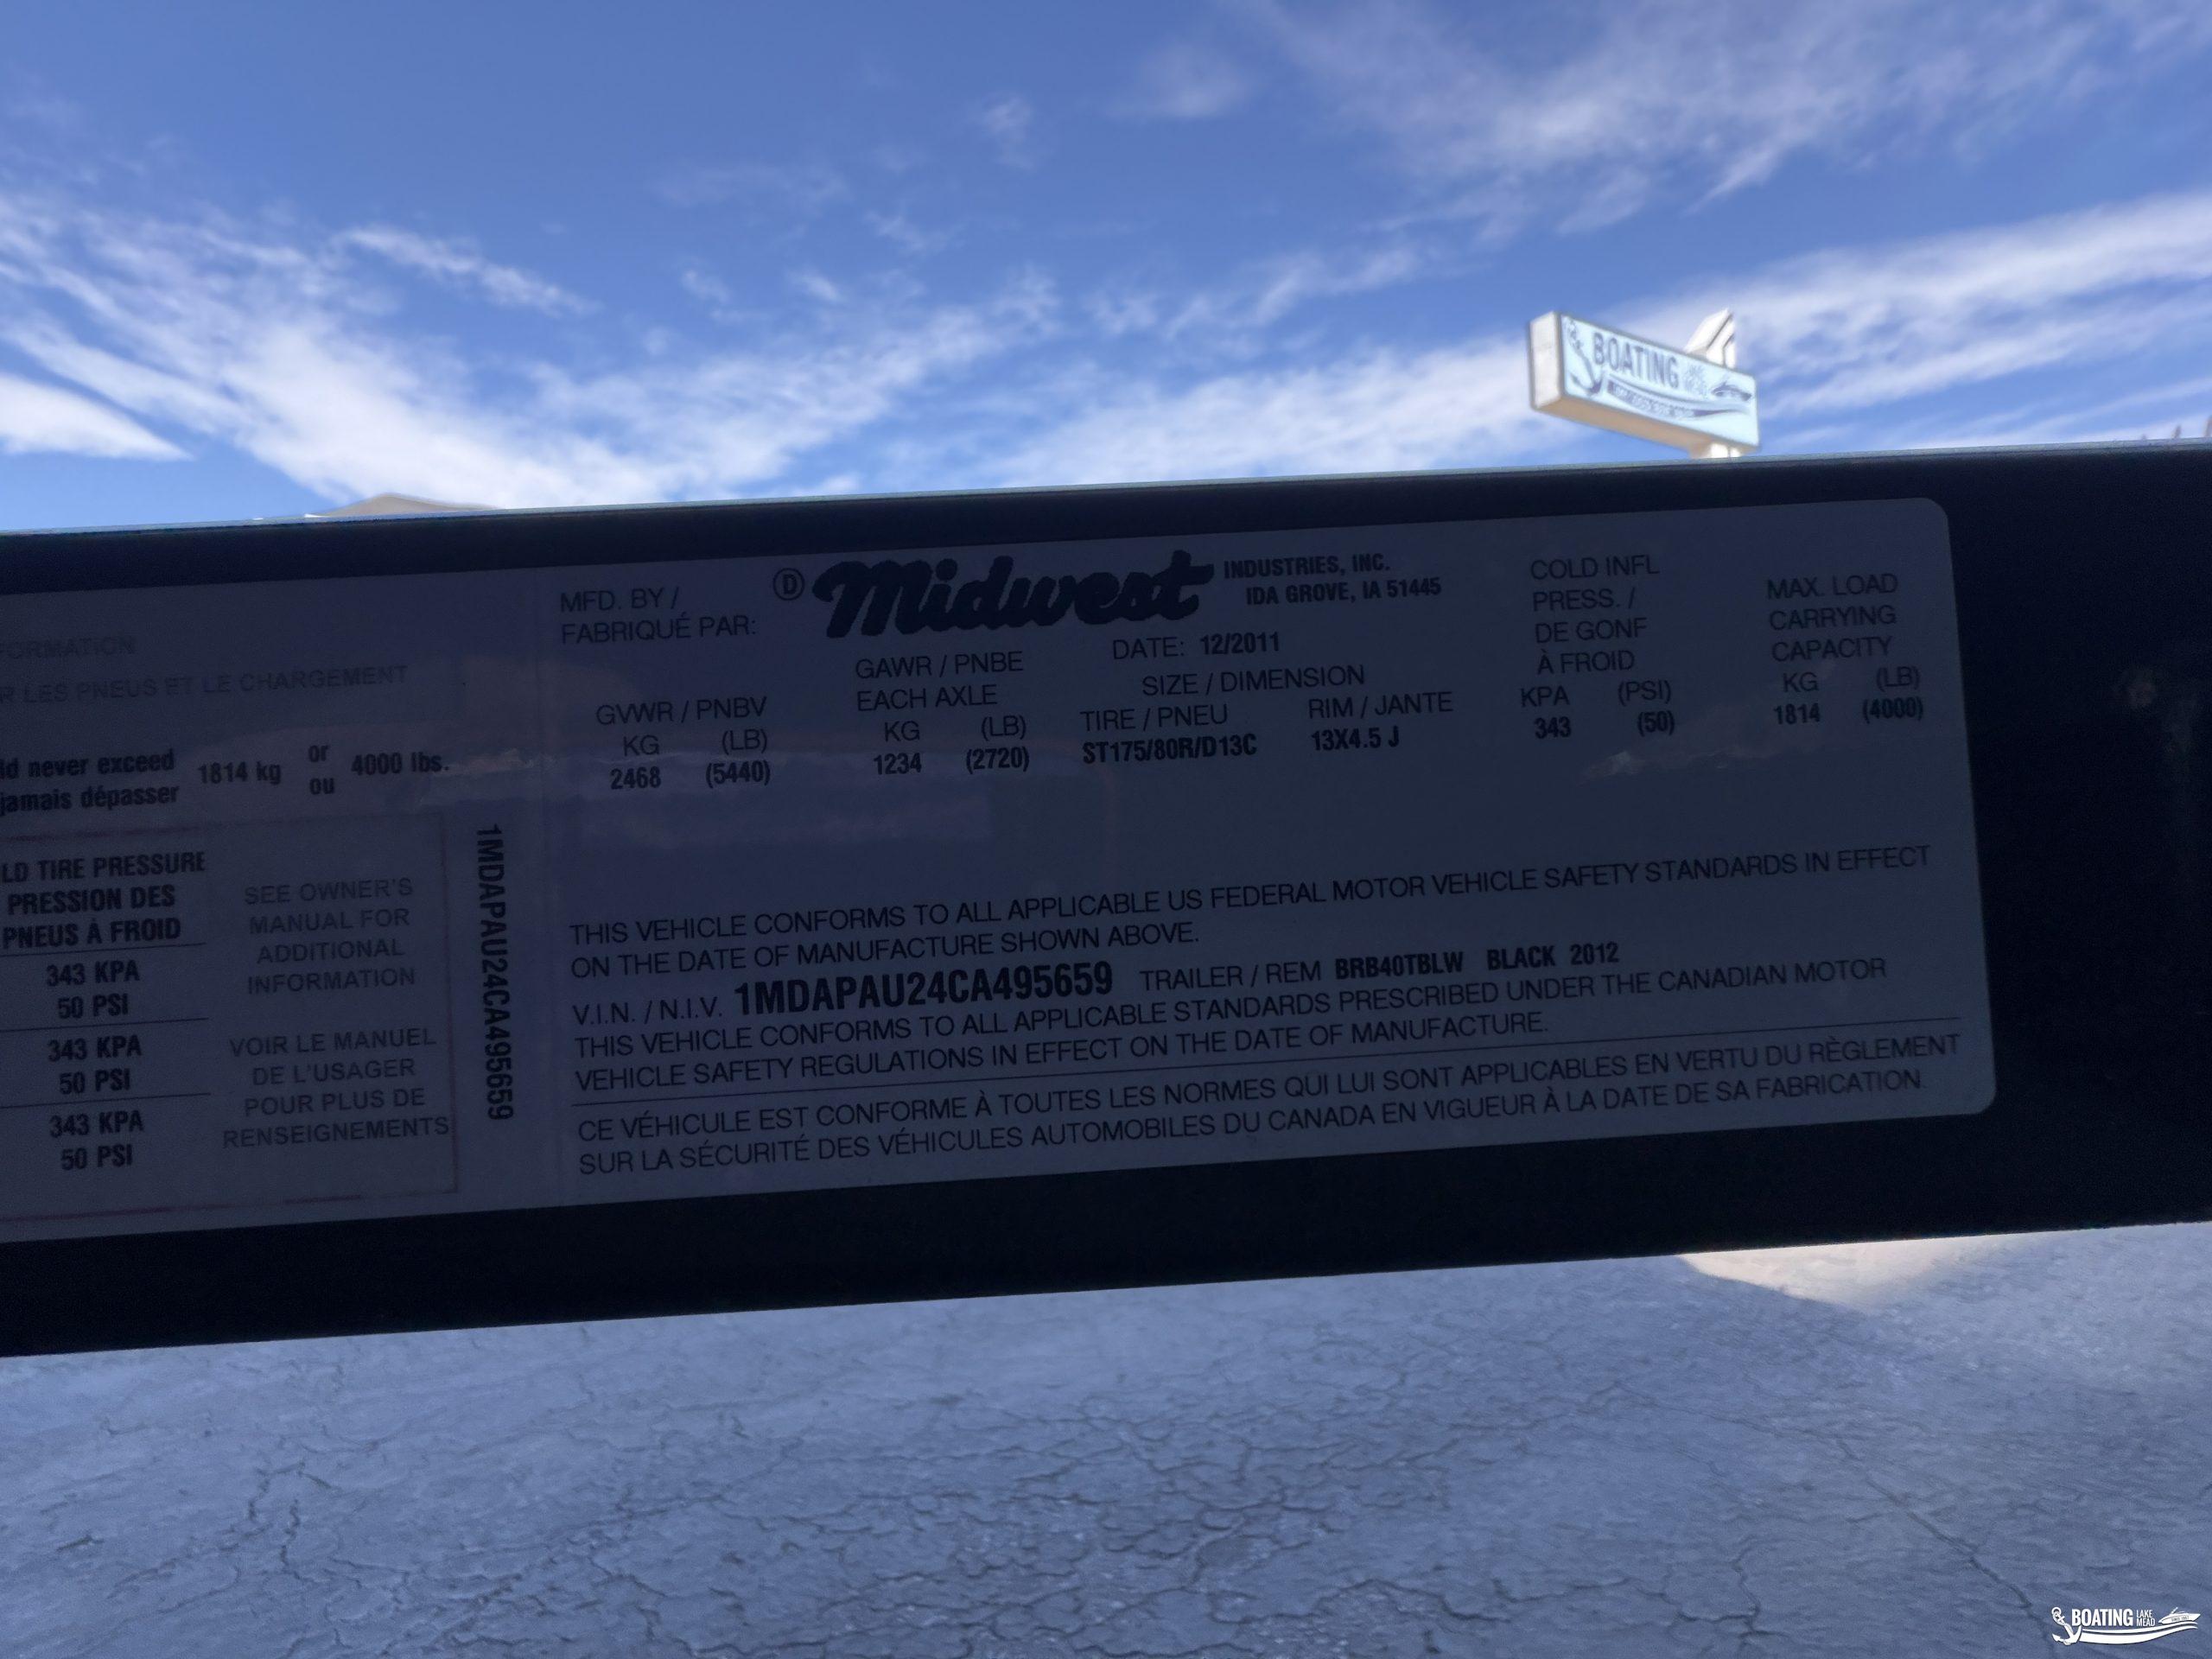 BOATING
FORMATION
R LES PNEUS ET LE CHARGEMENT
ld never exceed 1814 kg or 4000 lbs.
jamais dépasser ou
LD TIRE PRESSURE
PRESSION DES
PNEUS À FROID
343 KPA
50 PSI
343 KPA
50 PSI
343 KPA
50 PSI
SEE OWNER'S
MANUAL FOR
ADDITIONAL
INFORMATION
VOIR LE MANUEL
DE L'USAGER
POUR PLUS DE
RENSEIGNEMENTS
1MDAPAU24CA495659
MFD. BY /
FABRIQUÉ PAR:
D Midwest INDUSTRIES, INC.
IDA GROVE, IA 51445
DATE: 12/2011
GVWR / PNBV
KG (LB)
2468 (5440)
GAWR / PNBE
EACH AXLE
KG (LB)
1234 (2720)
SIZE / DIMENSION
TIRE / PNEU RIM / JANTE
ST175/80R/D13C 13X4.5 J
COLD INFL
PRESS. /
DE GONF
À FROID
KPA (PSI)
343 (50)
MAX. LOAD
CARRYING
CAPACITY
KG (LB)
1814 (4000)
THIS VEHICLE CONFORMS TO ALL APPLICABLE US FEDERAL MOTOR VEHICLE SAFETY STANDARDS IN EFFECT
ON THE DATE OF MANUFACTURE SHOWN ABOVE.
V.I.N. / N.I.V. 1MDAPAU24CA495659 TRAILER / REM BRB40TBLW BLACK 2012
THIS VEHICLE CONFORMS TO ALL APPLICABLE STANDARDS PRESCRIBED UNDER THE CANADIAN MOTOR
VEHICLE SAFETY REGULATIONS IN EFFECT ON THE DATE OF MANUFACTURE.
CE VÉHICULE EST CONFORME À TOUTES LES NORMES QUI LUI SONT APPLICABLES EN VERTU DU RÈGLEMENT
SUR LA SÉCURITÉ DES VÉHICULES AUTOMOBILES DU CANADA EN VIGUEUR À LA DATE DE SA FABRICATION.
BOATING LAKE
MEAD